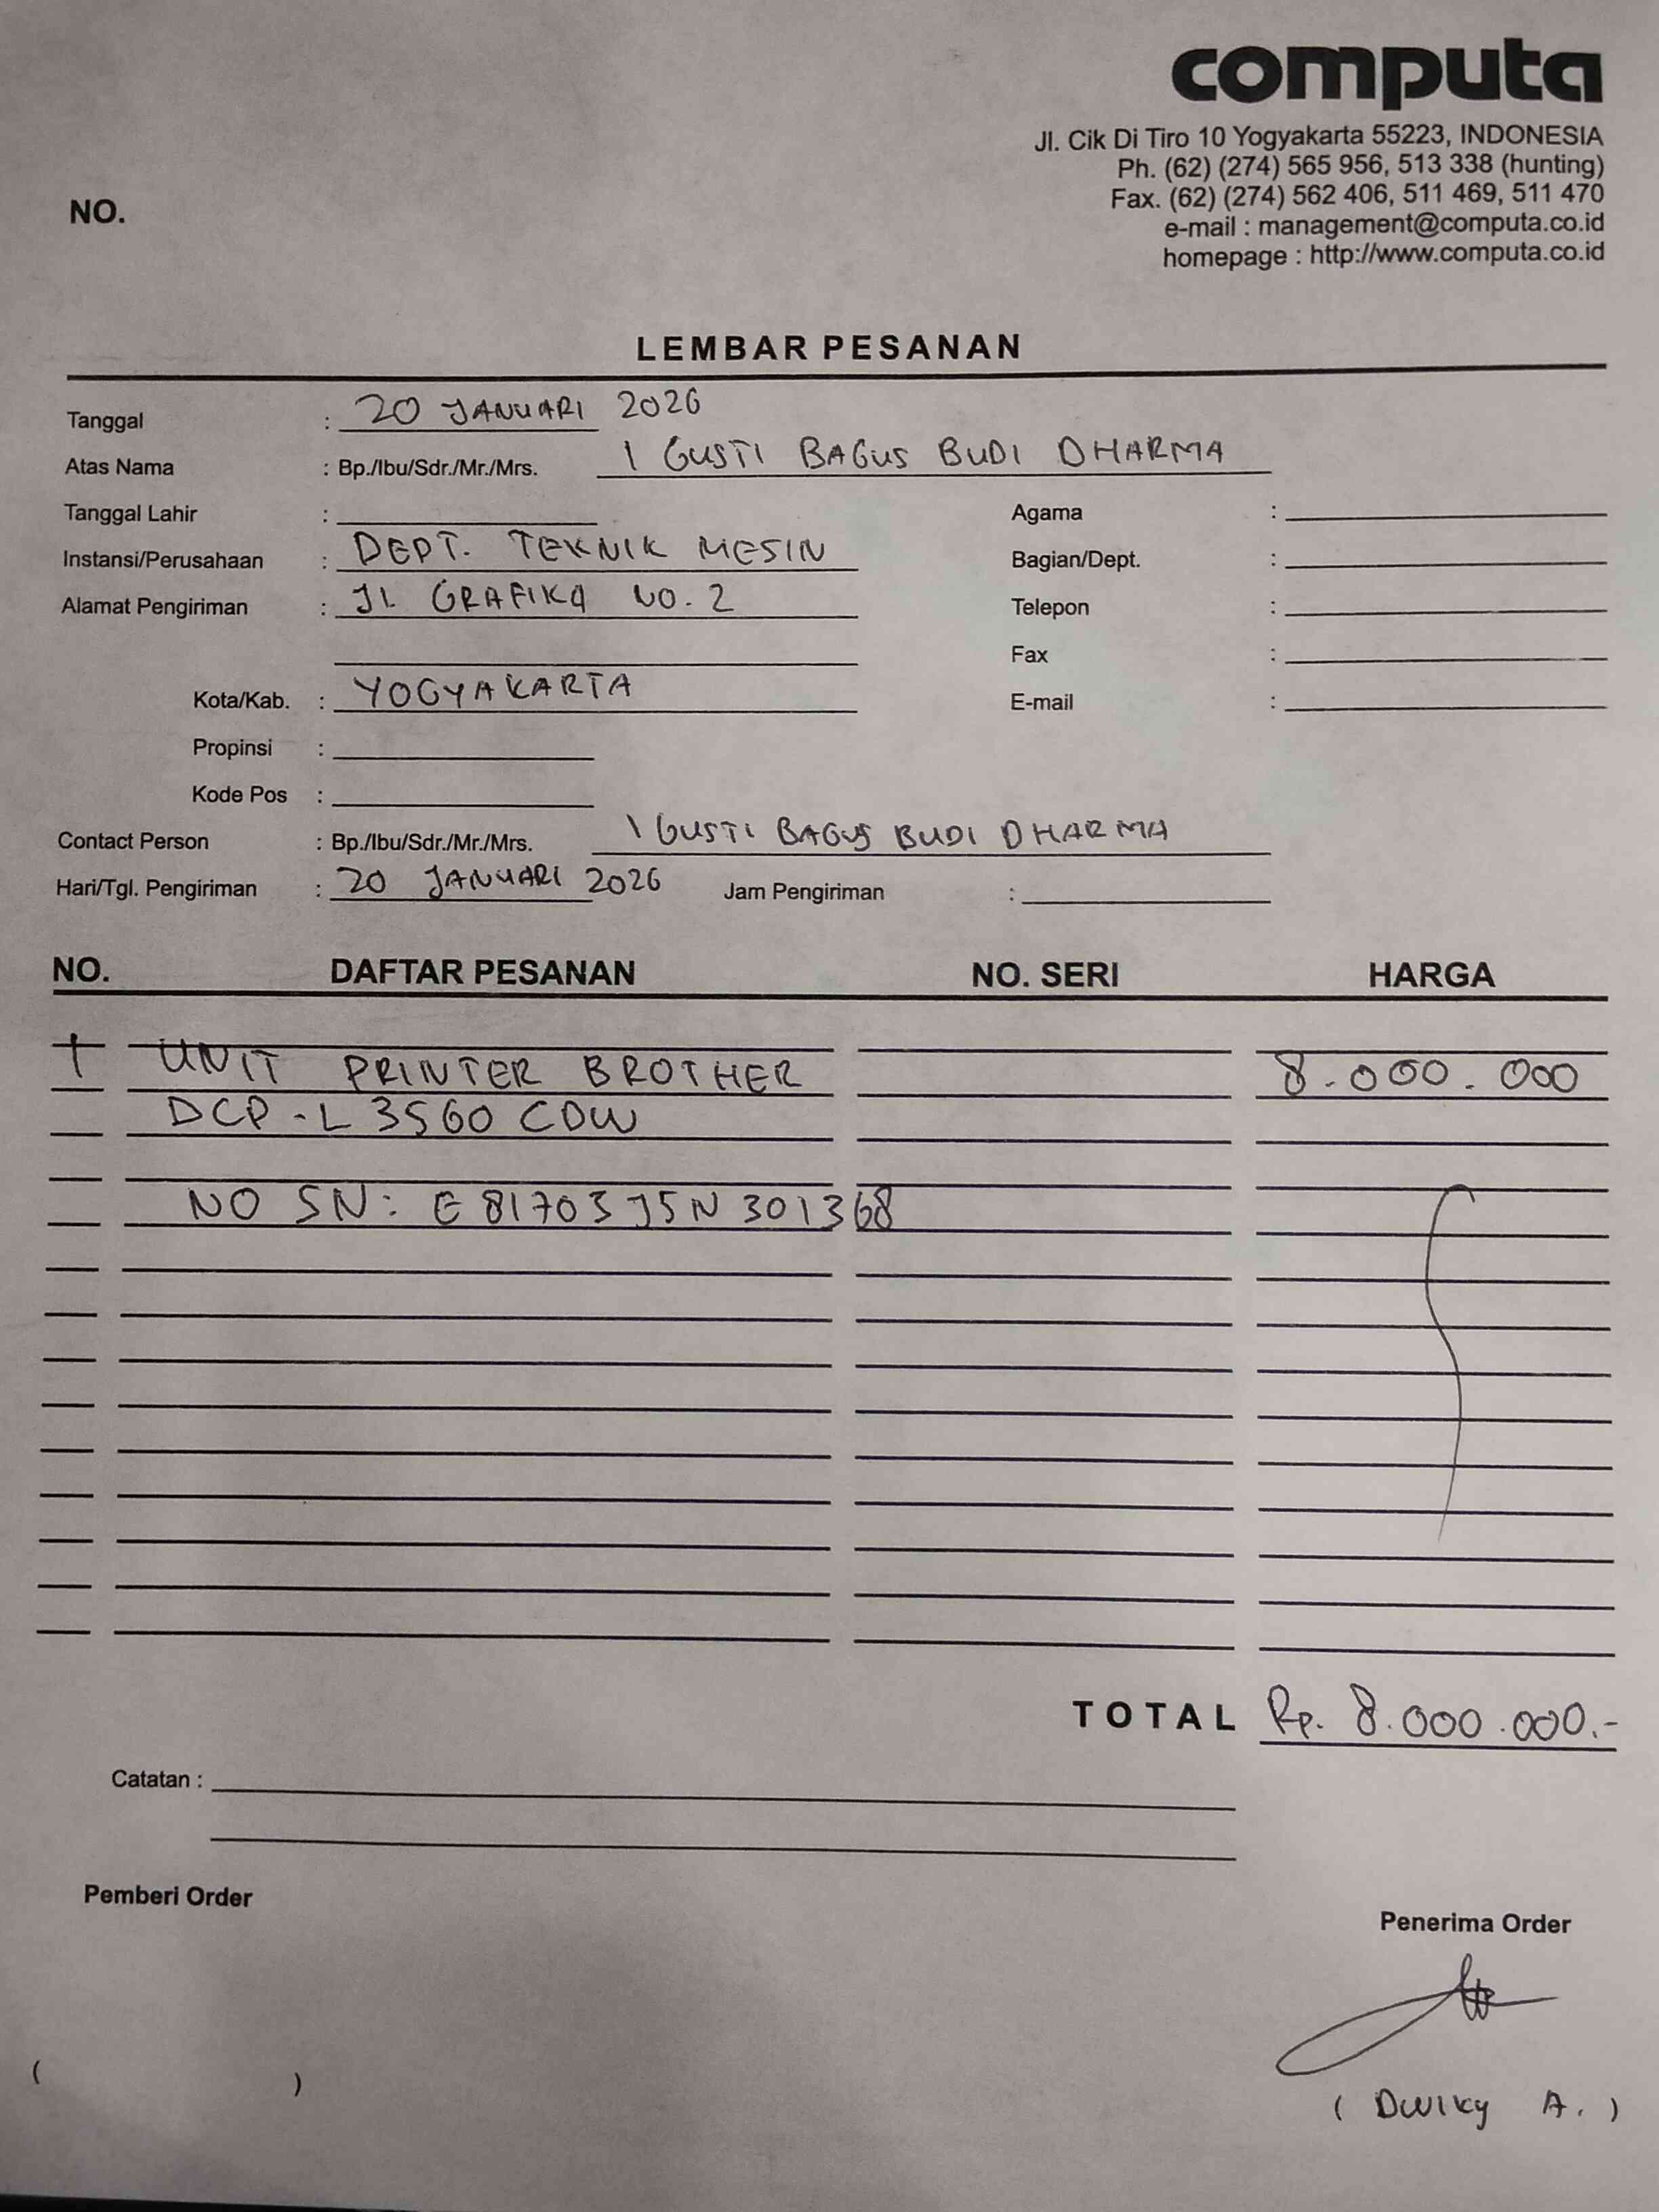 computa
Jl. Cik Di Tiro 10 Yogyakarta 55223, INDONESIA
Ph. (62) (274) 565 956, 513 338 (hunting)
Fax. (62) (274) 562 406, 511 469, 511 470
e-mail : management@computa.co.id
homepage : http://www.computa.co.id
NO.
LEMBAR PESANAN
Tanggal : 20 JANUARI 2026
Atas Nama : Bp./Ibu/Sdr./Mr./Mrs. I GUSTI BAGUS BUDI DHARMA
Tanggal Lahir : Agama :
Instansi/Perusahaan : DEPT. TEKNIK MESIN Bagian/Dept. :
Alamat Pengiriman : JL GRAFIKA NO. 2 Telepon :
Fax :
Kota/Kab. : YOGYAKARTA E-mail :
Propinsi :
Kode Pos :
Contact Person : Bp./Ibu/Sdr./Mr./Mrs. I GUSTI BAGUS BUDI DHARMA
Hari/Tgl. Pengiriman : 20 JANUARI 2026 Jam Pengiriman :
NO. DAFTAR PESANAN NO. SERI HARGA
1 UNIT PRINTER BROTHER 8.000.000
DCP-L 3560 CDW
NO SN: E81703J5N301368
TOTAL Rp. 8.000.000.-
Catatan :
Pemberi Order
Penerima Order
( ) ( Dwiky A. )